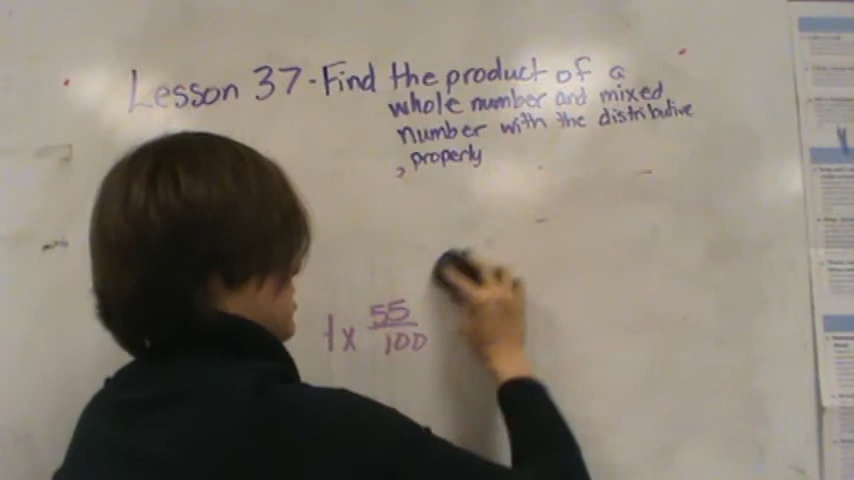 Lesson 37 - Find the product of a
whole number and mixed
number with the distributive
property
1 x 55/100